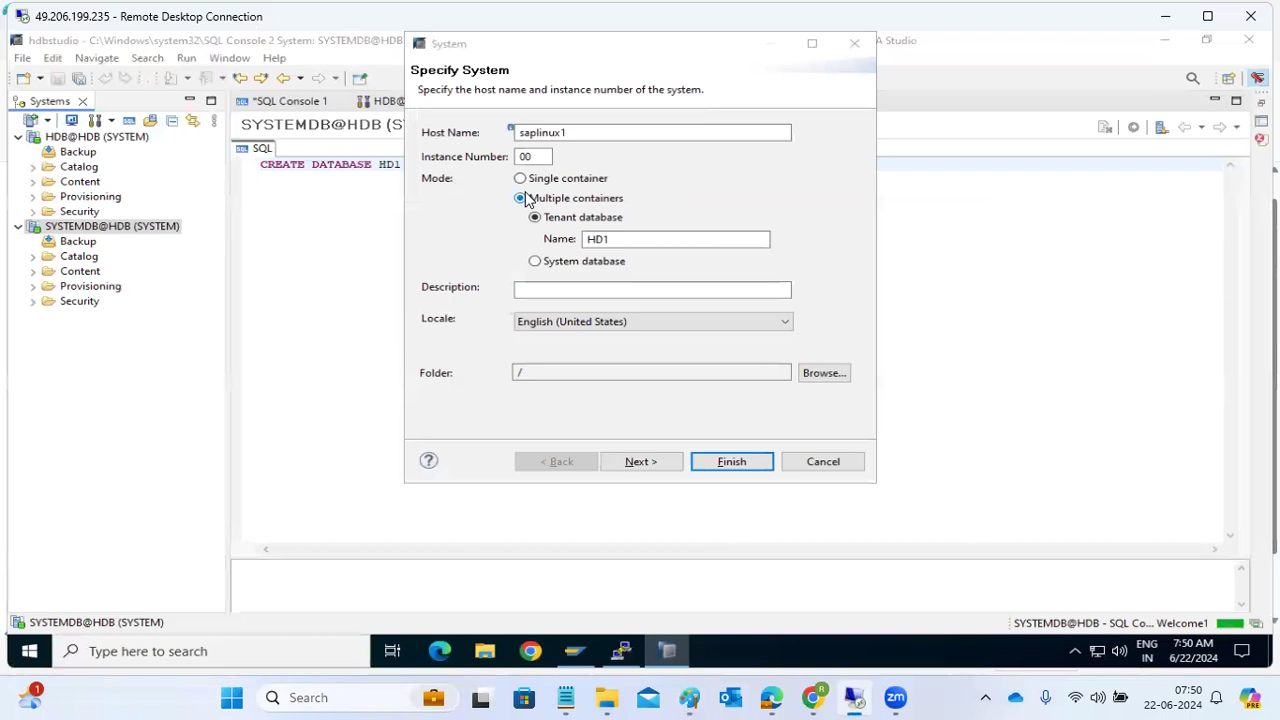 49.206.199.235 - Remote Desktop Connection
hdbstudio - C:\Windows\system32\SQL Console 2 System: SYSTEMDB@HDB
A Studio
File Edit Navigate Search Run Window Help
System
Specify System
Specify the host name and instance number of the system.
Systems
*SQL Console 1
HDB@
SYSTEMDB@HDB (S
SQL
CREATE DATABASE HD1
HDB@HDB (SYSTEM)
Backup
Catalog
Content
Provisioning
Security
SYSTEMDB@HDB (SYSTEM)
Backup
Catalog
Content
Provisioning
Security
Host Name: saplinux1
Instance Number: 00
Mode: Single container
Multiple containers
Tenant database
Name: HD1
System database
Description:
Locale: English (United States)
Folder: / Browse...
? < Back Next > Finish Cancel
SYSTEMDB@HDB (SYSTEM)
SYSTEMDB@HDB - SQL Co... Welcome1
Type here to search
ENG
IN
7:50 AM
6/22/2024
1
Search
R
zm
07:50
22-06-2024
PRE